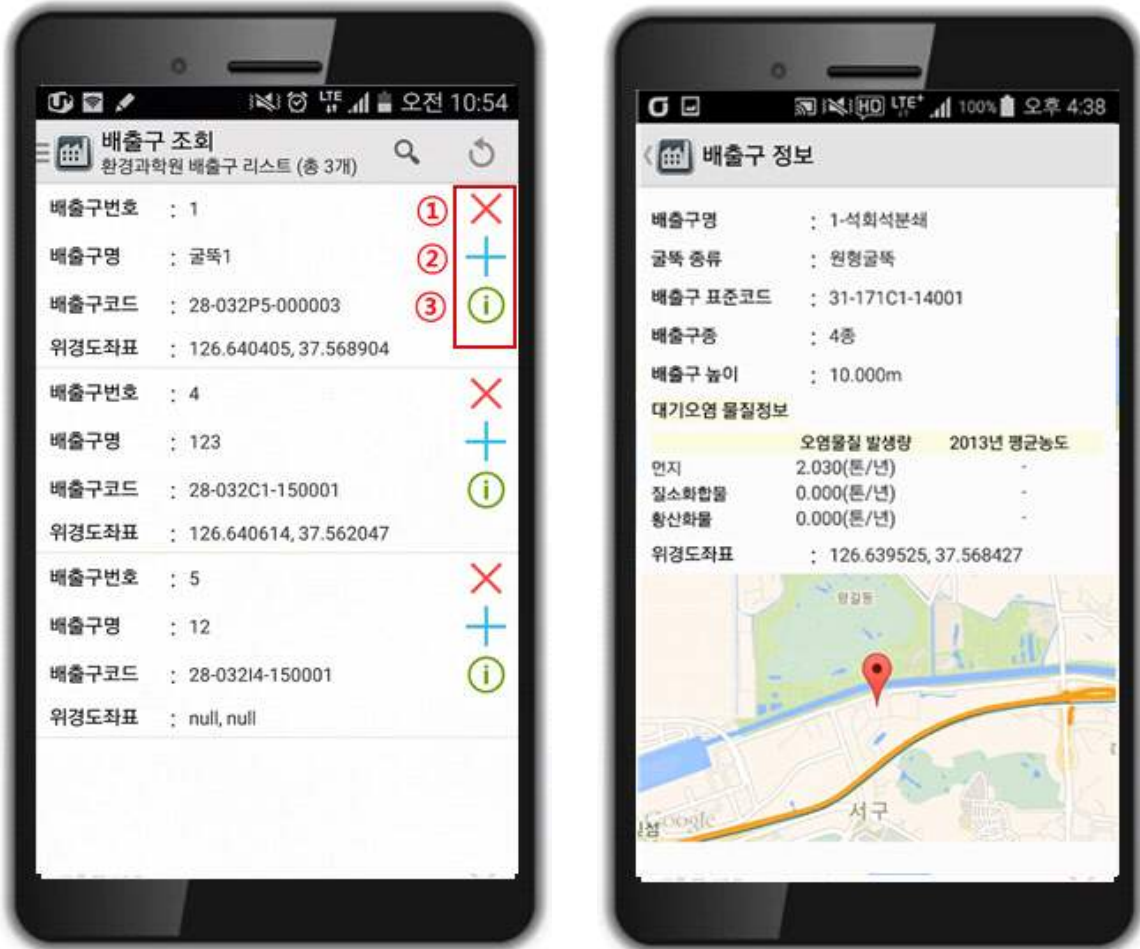 LTE 오전 10:54
배출구 조회
환경과학원 배출구 리스트 (총 3개)
배출구번호 : 1 ①
배출구명 : 굴뚝1 ②
배출구코드 : 28-032P5-000003 ③ i
위경도좌표 : 126.640405, 37.568904
배출구번호 : 4
배출구명 : 123
배출구코드 : 28-032C1-150001 i
위경도좌표 : 126.640614, 37.562047
배출구번호 : 5
배출구명 : 12
배출구코드 : 28-032I4-150001 i
위경도좌표 : null, null
HD LTE+ 100% 오후 4:38
배출구 정보
배출구명 : 1-석회석분쇄
굴뚝 종류 : 원형굴뚝
배출구 표준코드 : 31-171C1-14001
배출구종 : 4종
배출구 높이 : 10.000m
대기오염 물질정보
오염물질 발생량 2013년 평균농도
먼지 2.030(톤/년) -
질소화합물 0.000(톤/년) -
황산화물 0.000(톤/년) -
위경도좌표 : 126.639525, 37.568427
왕길동
서구
Google